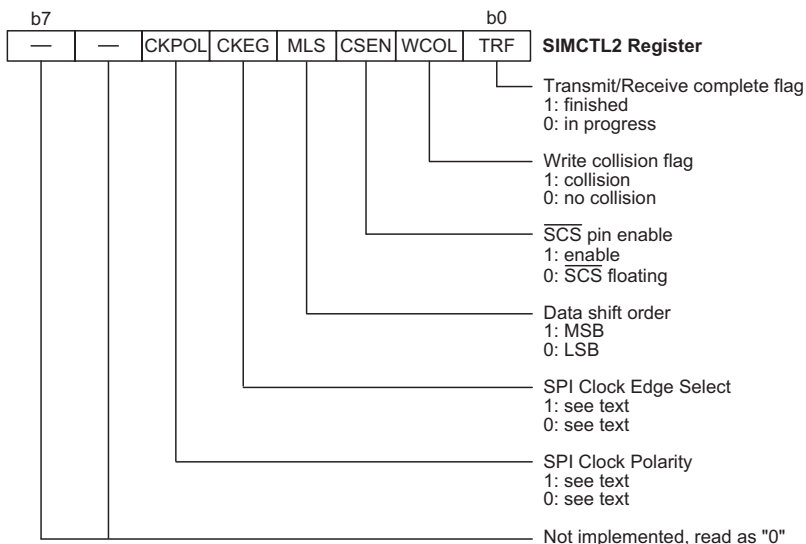 b7 b0
— — CKPOL CKEG MLS CSEN WCOL TRF SIMCTL2 Register
Transmit/Receive complete flag
1: finished
0: in progress
Write collision flag
1: collision
0: no collision
SCS pin enable
1: enable
0: SCS floating
Data shift order
1: MSB
0: LSB
SPI Clock Edge Select
1: see text
0: see text
SPI Clock Polarity
1: see text
0: see text
Not implemented, read as "0"